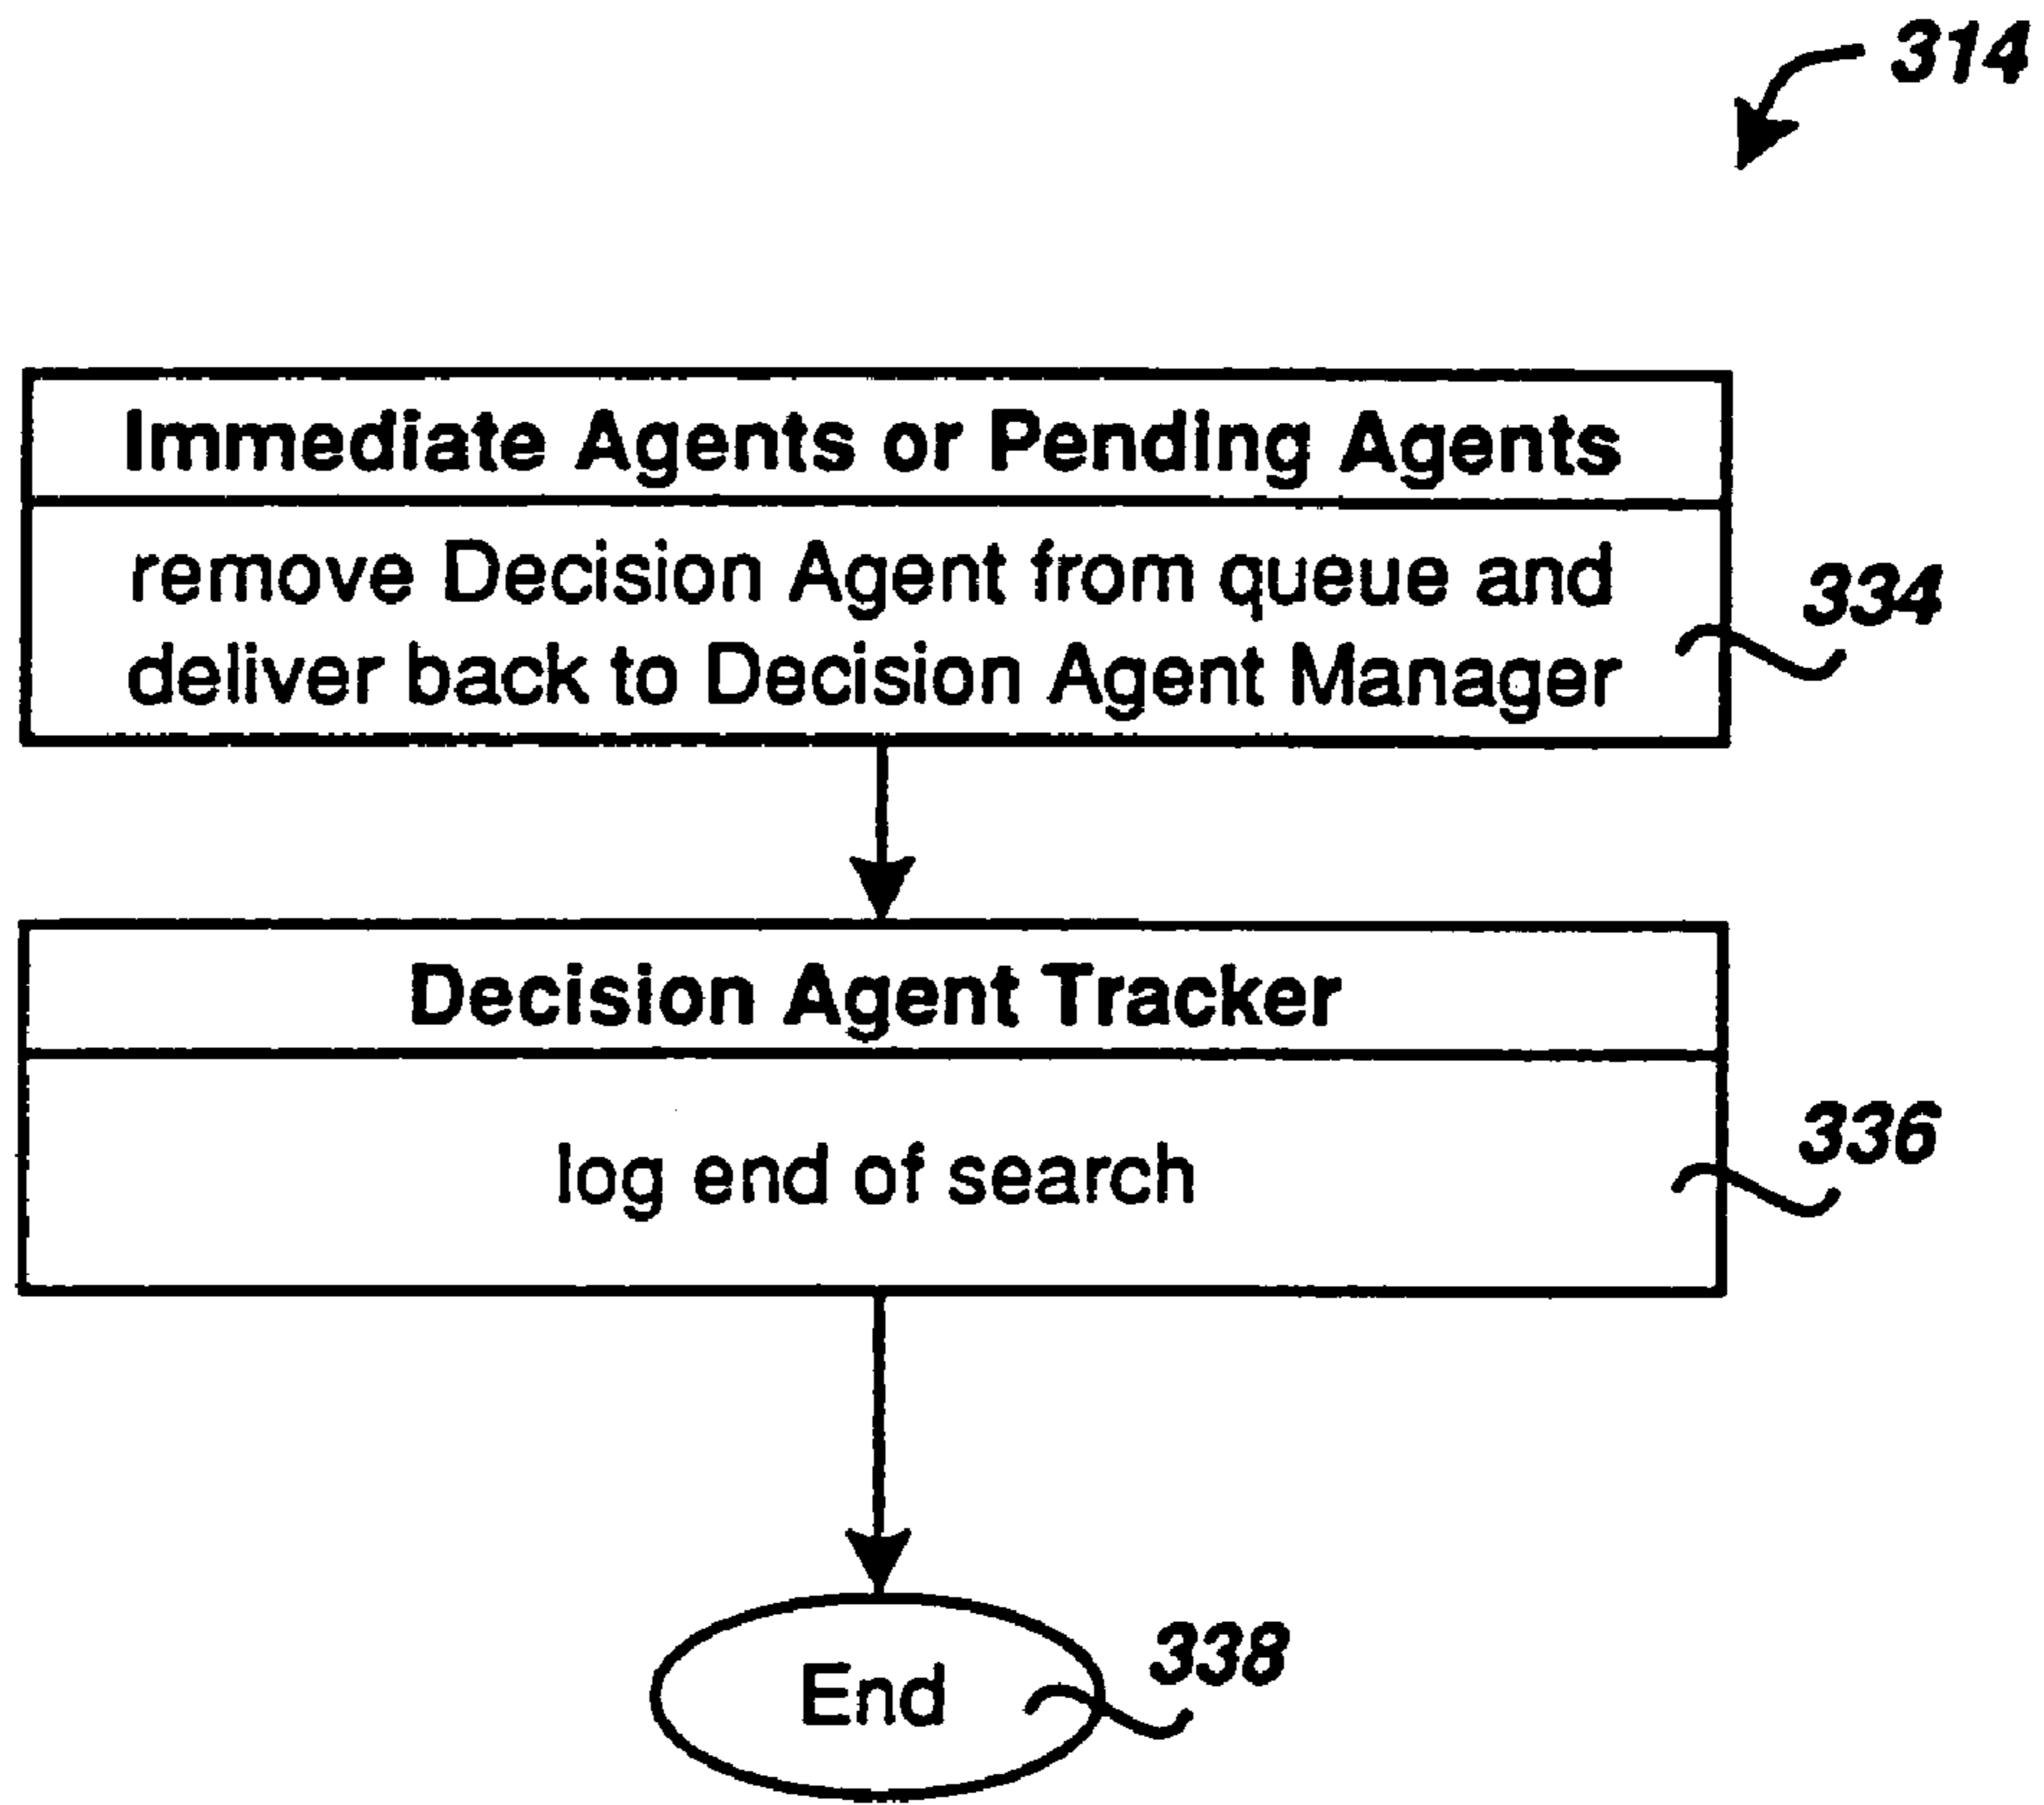 314
Immediate Agents or Pending Agents
remove Decision Agent from queue and
deliver back to Decision Agent Manager
334
Decision Agent Tracker
log end of search
336
End
338